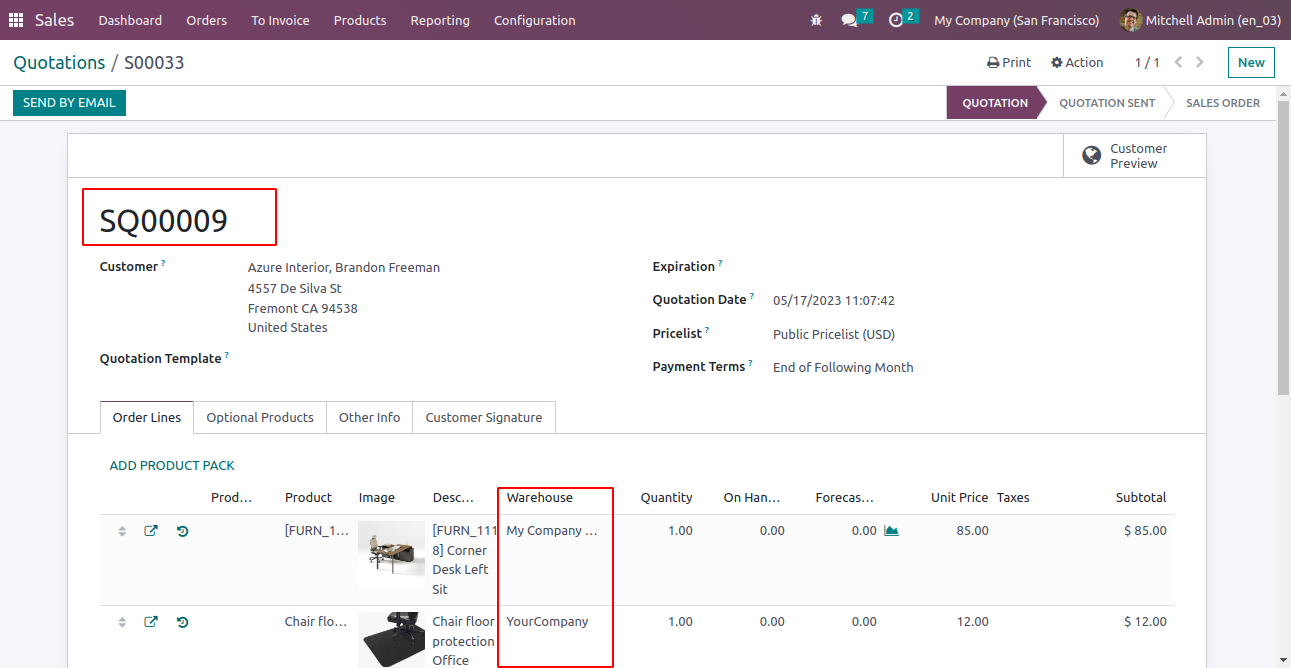 Sales Dashboard Orders To Invoice Products Reporting Configuration 7 2 My Company (San Francisco) Mitchell Admin (en_03)
Quotations / S00033 Print Action 1 / 1 New
SEND BY EMAIL QUOTATION QUOTATION SENT SALES ORDER
Customer
Preview
SQ00009
Customer ? Azure Interior, Brandon Freeman
4557 De Silva St
Fremont CA 94538
United States
Quotation Template ?
Expiration ?
Quotation Date ? 05/17/2023 11:07:42
Pricelist ? Public Pricelist (USD)
Payment Terms ? End of Following Month
Order Lines Optional Products Other Info Customer Signature
ADD PRODUCT PACK
Prod... Product Image Desc... Warehouse Quantity On Han... Forecas... Unit Price Taxes Subtotal
[FURN_1... [FURN_111 My Company ... 1.00 0.00 0.00 85.00 $ 85.00
8] Corner
Desk Left
Sit
Chair flo... Chair floor YourCompany 1.00 0.00 0.00 12.00 $ 12.00
protection
Office